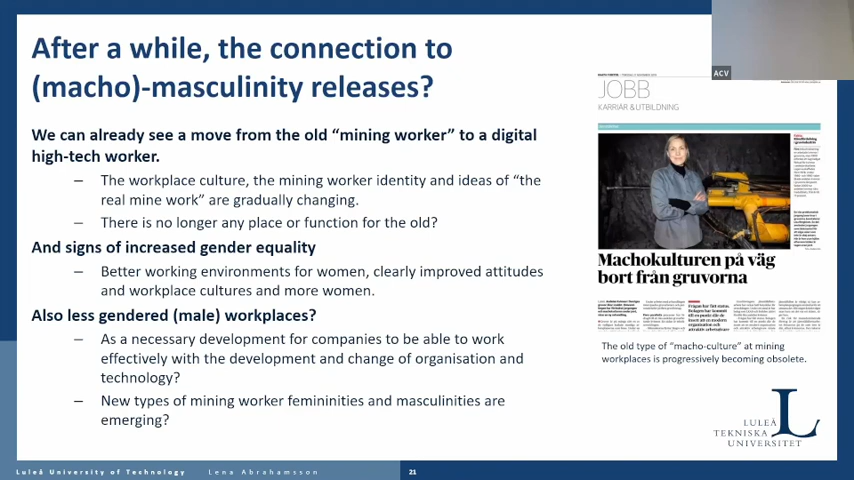 After a while, the connection to
(macho)-masculinity releases?
We can already see a move from the old “mining worker” to a digital
high-tech worker.
– The workplace culture, the mining worker identity and ideas of “the
real mine work” are gradually changing.
– There is no longer any place or function for the old?
And signs of increased gender equality
– Better working environments for women, clearly improved attitudes
and workplace cultures and more women.
Also less gendered (male) workplaces?
– As a necessary development for companies to be able to work
effectively with the development and change of organisation and
technology?
– New types of mining worker femininities and masculinities are
emerging?
ACV
JOBB
KARRIÄR & UTBILDNING
Machokulturen på väg
bort från gruvorna
The old type of “macho-culture” at mining
workplaces is progressively becoming obsolete.
LULEÅ
TEKNISKA
UNIVERSITET
L
Luleå University of Technology Lena Abrahamsson 21